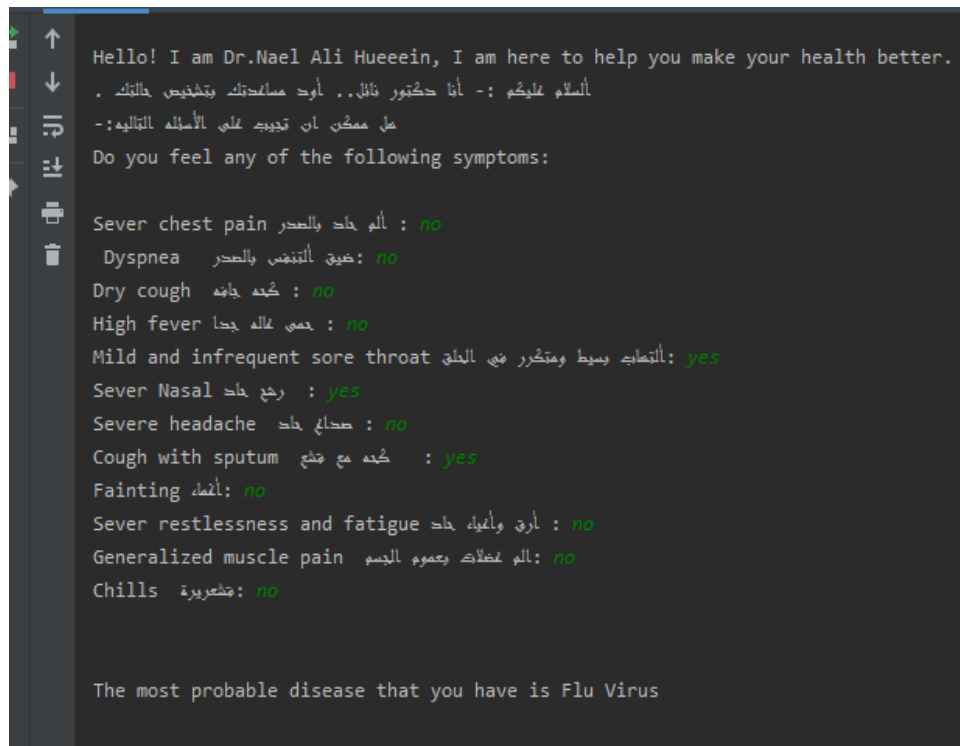 Hello! I am Dr.Nael Ali Hueeein, I am here to help you make your health better.
ألسلام عليكم :- أنا دكتور نائل.. أود مساعدتك بتشخيص حالتك .
هل ممكن ان تجيب على الأسئله التاليه:-
Do you feel any of the following symptoms:
Sever chest pain ألم حاد بالصدر : no
Dyspnea ضيق ألتنفس بالصدر: no
Dry cough كحه جافه : no
High fever حمى عاله جدا : no
Mild and infrequent sore throat ألتهاب بسيط ومتكرر في الحلق: yes
Sever Nasal رشح حاد : yes
Severe headache صداع حاد : no
Cough with sputum كحه مع قشع : yes
Fainting أغماء: no
Sever restlessness and fatigue أرق وأعياء حاد : no
Generalized muscle pain الم عضلات بعموم الجسم: no
Chills قشعريرة: no
The most probable disease that you have is Flu Virus